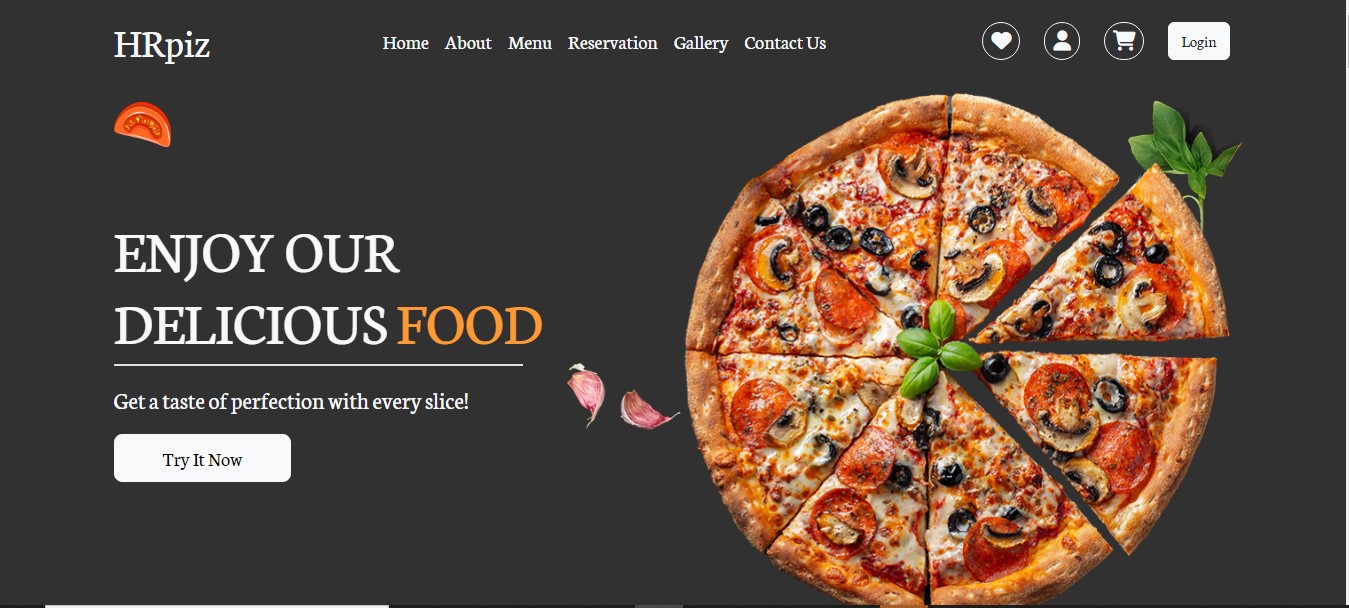 HRpiz
Home About Menu Reservation Gallery Contact Us
Login
ENJOY OUR
DELICIOUS FOOD
Get a taste of perfection with every slice!
Try It Now